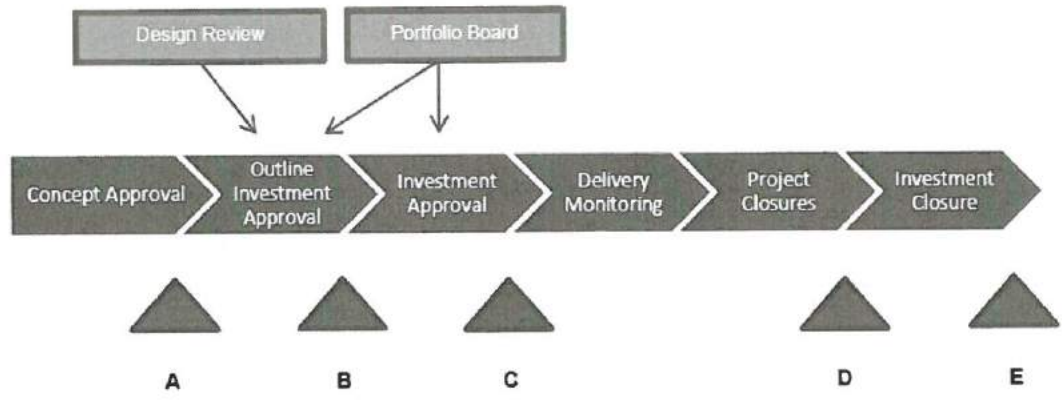 Design Review
Portfolio Board
Concept Approval
Outline
Investment
Approval
Investment
Approval
Delivery
Monitoring
Project
Closures
Investment
Closure
A
B
C
D
E